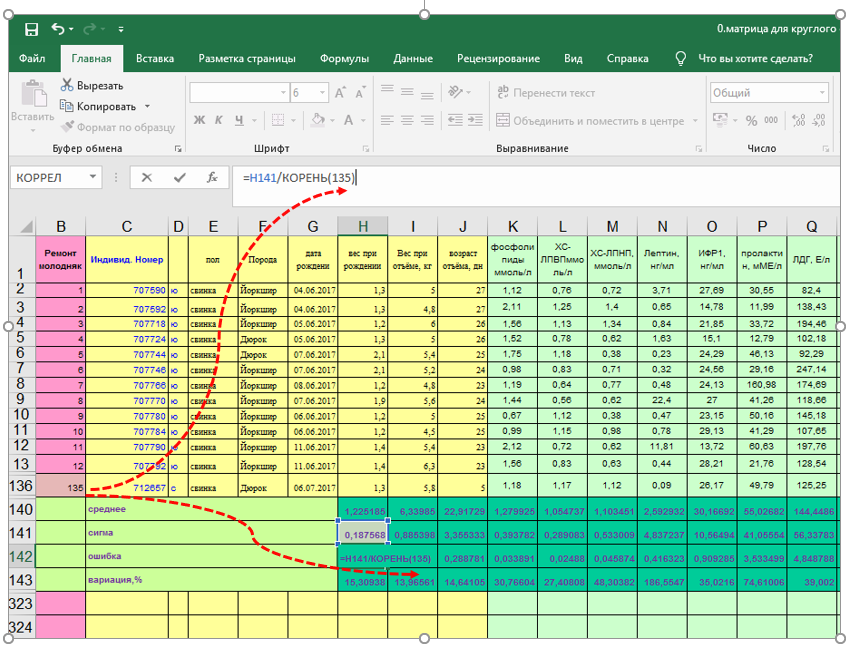 0.матрица для круглого
Файл Главная Вставка Разметка страницы Формулы Данные Рецензирование Вид Справка Что вы хотите сделать?
Вставить
Вырезать
Копировать
Формат по образцу
Буфер обмена
6
Ж К Ч
Шрифт
Перенести текст
Объединить и поместить в центре
Выравнивание
Общий
% 000
Число
КОРРЕЛ =H141/КОРЕНЬ(135)
B C D E F G H I J K L M N O P Q
1 Ремонт молодняк Индивид. Номер пол Порода дата рождени вес при рождении Вес при отъёме, кг возраст отъёма, дн фосфоли пиды ммоль/л ХС-ЛПВПммо ль/л ХС-ЛПНП, ммоль/л Лептин, нг/мл ИФР1, нг/мл пролакти н, мМЕ/л ЛДГ, Е/л
2 1 707590 ю свинка Йоркшир 04.06.2017 1,3 5 27 1,12 0,76 0,72 3,71 27,69 30,55 82,4
3 2 707592 ю свинка Йоркшир 04.06.2017 1,3 4,8 27 2,11 1,25 1,4 0,65 14,78 11,99 138,43
4 3 707718 ю свинка Йоркшир 05.06.2017 1,2 6 26 1,56 1,13 1,34 0,84 21,85 33,72 194,46
5 4 707724 ю свинка Дюрок 05.06.2017 1,3 5 26 1,52 0,78 0,62 1,63 15,1 12,79 102,18
6 5 707744 ю свинка Дюрок 07.06.2017 2,1 5,4 25 1,75 1,18 0,38 0,23 24,29 46,13 92,29
7 6 707746 ю свинка Йоркшир 07.06.2017 2,1 5,2 24 0,98 0,83 0,71 0,32 24,56 29,16 247,14
8 7 707766 ю свинка Йоркшир 08.06.2017 1,2 4,8 23 1,19 0,64 0,77 0,48 24,13 160,98 174,69
9 8 707770 ю свинка Йоркшир 07.06.2017 1,9 5,6 24 1,44 0,56 0,62 22,4 27 41,26 118,66
10 9 707780 ю свинка Йоркшир 06.06.2017 1,2 5 25 0,67 1,12 0,38 0,47 23,15 50,16 145,18
11 10 707784 ю свинка Йоркшир 06.06.2017 1,2 4,5 25 0,99 1,15 0,98 0,78 29,13 41,29 107,65
12 11 707790 ю свинка Йоркшир 11.06.2017 1,4 5,4 23 2,12 0,72 0,62 11,81 13,72 60,63 197,76
13 12 707792 ю свинка Йоркшир 11.06.2017 1,4 6,3 23 1,56 0,83 0,63 0,44 28,21 21,76 128,54
136 135 712657 с свинка Дюрок 06.07.2017 1,3 5,8 5 1,18 1,17 1,12 0,09 26,17 49,79 125,25
140 среднее 1,225185 6,33985 22,91729 1,279925 1,054737 1,103451 2,592932 30,16692 55,02682 144,4486
141 сигма 0,187568 0,885398 3,355333 0,393782 0,289083 0,533009 4,837237 10,56494 41,05554 56,33783
142 ошибка =H141/КОРЕНЬ(135) 0,288781 0,033891 0,02488 0,045874 0,416323 0,909285 3,533499 4,848788
143 вариация,% 15,30938 13,96561 14,64105 30,76604 27,40808 48,30382 186,5547 35,0216 74,61006 39,002
323
324